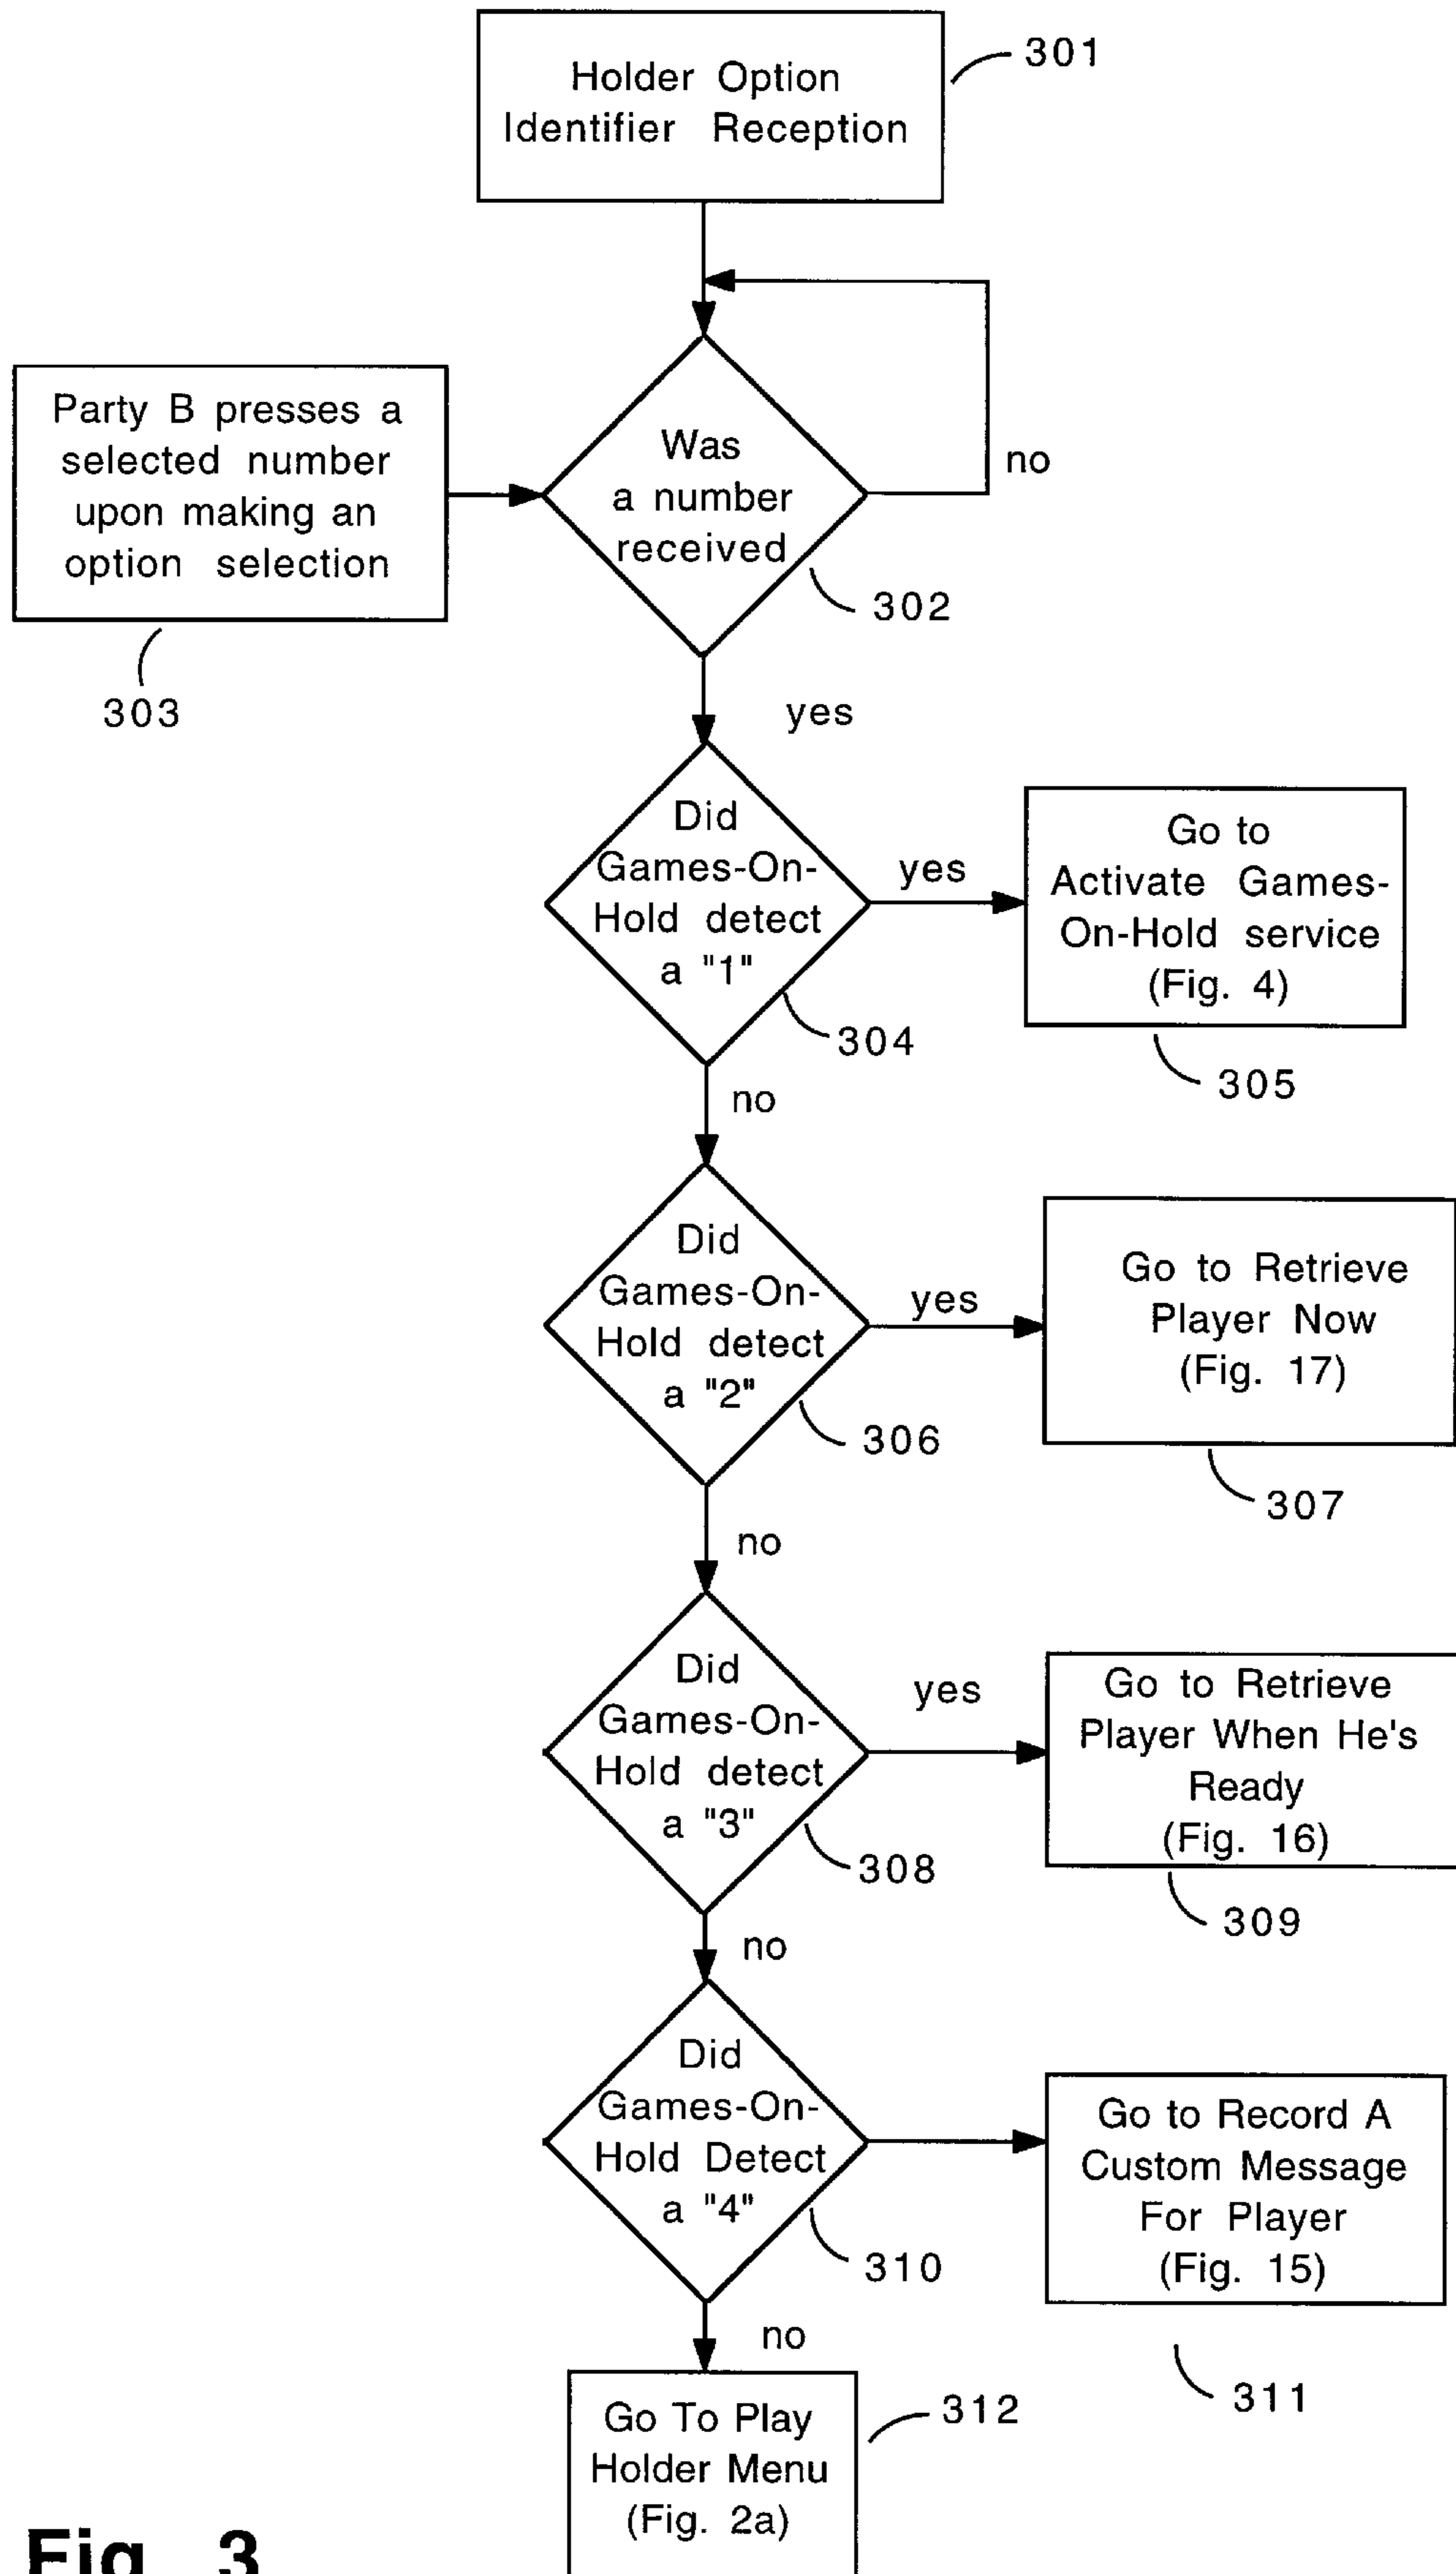 Holder Option
Identifier Reception
301
Party B presses a
selected number
upon making an
option selection
303
Was
a number
received
no
302
yes
Did
Games-On-
Hold detect
a "1"
304
yes
Go to
Activate Games-
On-Hold service
(Fig. 4)
305
no
Did
Games-On-
Hold detect
a "2"
306
yes
Go to Retrieve
Player Now
(Fig. 17)
307
no
Did
Games-On-
Hold detect
a "3"
308
yes
Go to Retrieve
Player When He's
Ready
(Fig. 16)
309
no
Did
Games-On-
Hold Detect
a "4"
310
Go to Record A
Custom Message
For Player
(Fig. 15)
311
no
Go To Play
Holder Menu
(Fig. 2a)
312
Fig. 3